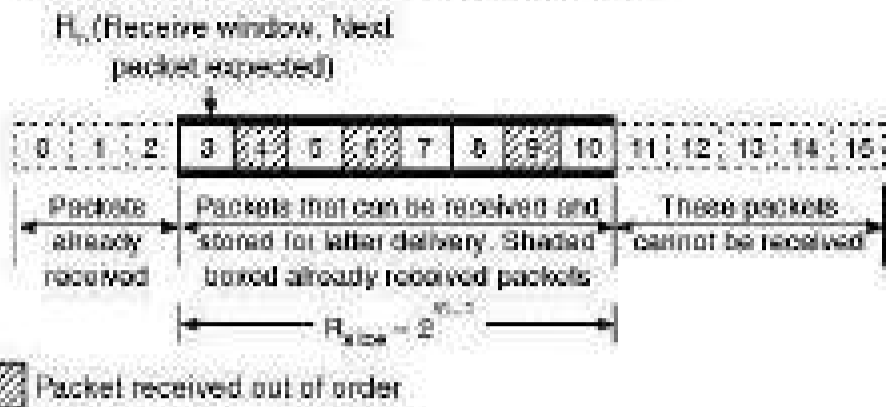 Rₙ (Receive window, Next
packet expected)
0 1 2 3 4 5 6 7 8 9 10 11 12 13 14 15
Packets already received
Packets that can be received and stored for latter delivery. Shaded boxed already received packets
These packets cannot be received
R size = 2^m-1
Packet received out of order